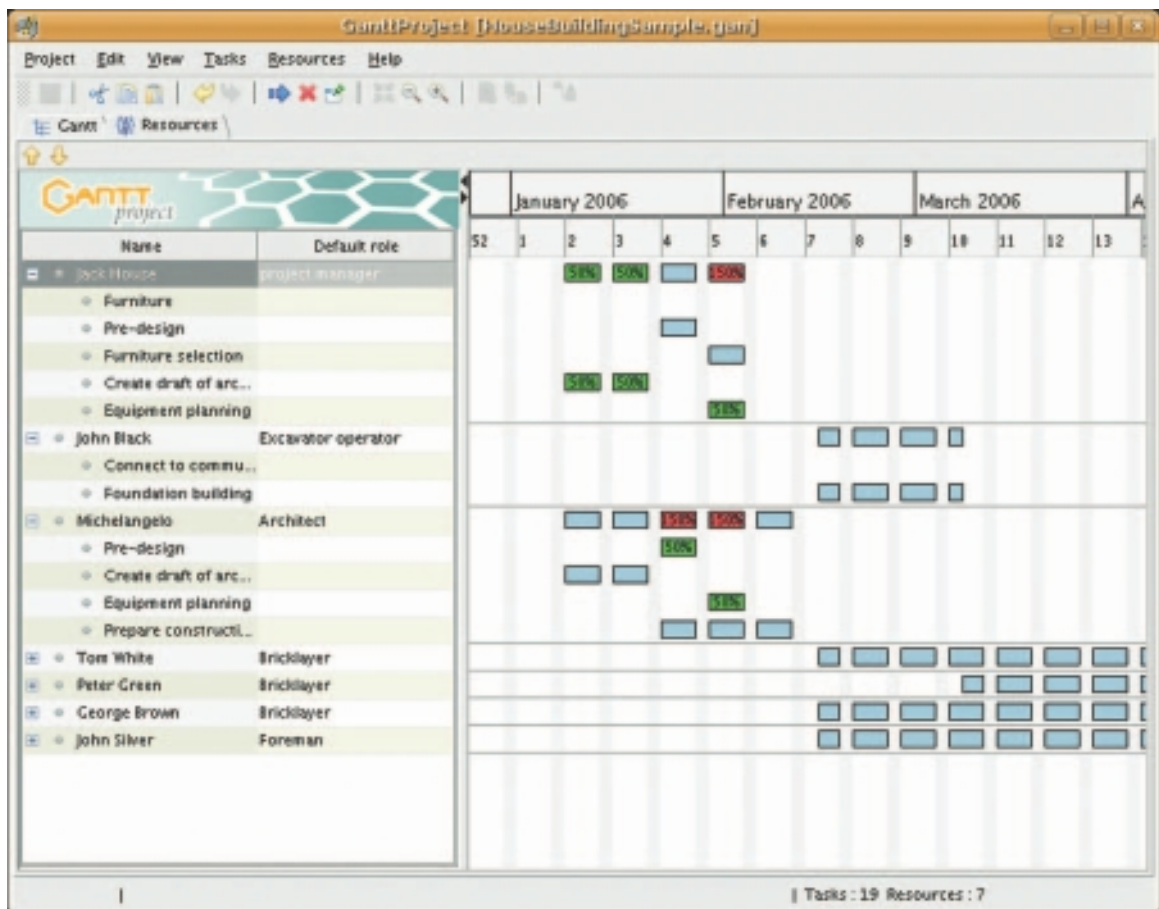 GanttProject [HouseBuildingSample.gan]
Project Edit View Tasks Resources Help
Gantt Resources
GANTT project
January 2006 February 2006 March 2006 A
Name Default role
52 1 2 3 4 5 6 7 8 9 10 11 12 13
Jack House project manager 50% 50% 150%
Furniture
Pre-design
Furniture selection
Create draft of arc... 50% 50%
Equipment planning 50%
John Black Excavator operator
Connect to commu...
Foundation building
Michelangelo Architect 150% 150%
Pre-design 50%
Create draft of arc...
Equipment planning 50%
Prepare constructi...
Tom White Bricklayer
Peter Green Bricklayer
George Brown Bricklayer
John Silver Foreman
Tasks : 19 Resources : 7